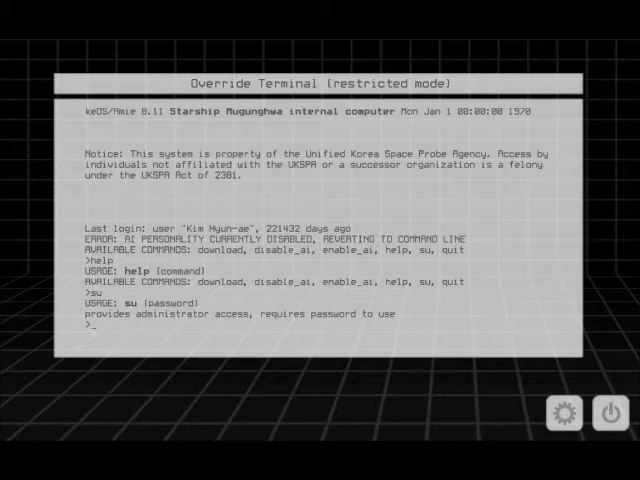 Override Terminal (restricted mode)
keOS/Amie 8.11 Starship Mugunghwa internal computer Mon Jan 1 00:00:00 1970
Notice: This system is property of the Unified Korea Space Probe Agency. Access by
individuals not affiliated with the UKSPA or a successor organization is a felony
under the UKSPA Act of 2381.
Last login: user "Kim Hyun-ae", 221432 days ago
ERROR: AI PERSONALITY CURRENTLY DISABLED, REVERTING TO COMMAND LINE
AVAILABLE COMMANDS: download, disable_ai, enable_ai, help, su, quit
>help
USAGE: help [command]
AVAILABLE COMMANDS: download, disable_ai, enable_ai, help, su, quit
>su
USAGE: su [password]
provides administrator access, requires password to use
>_